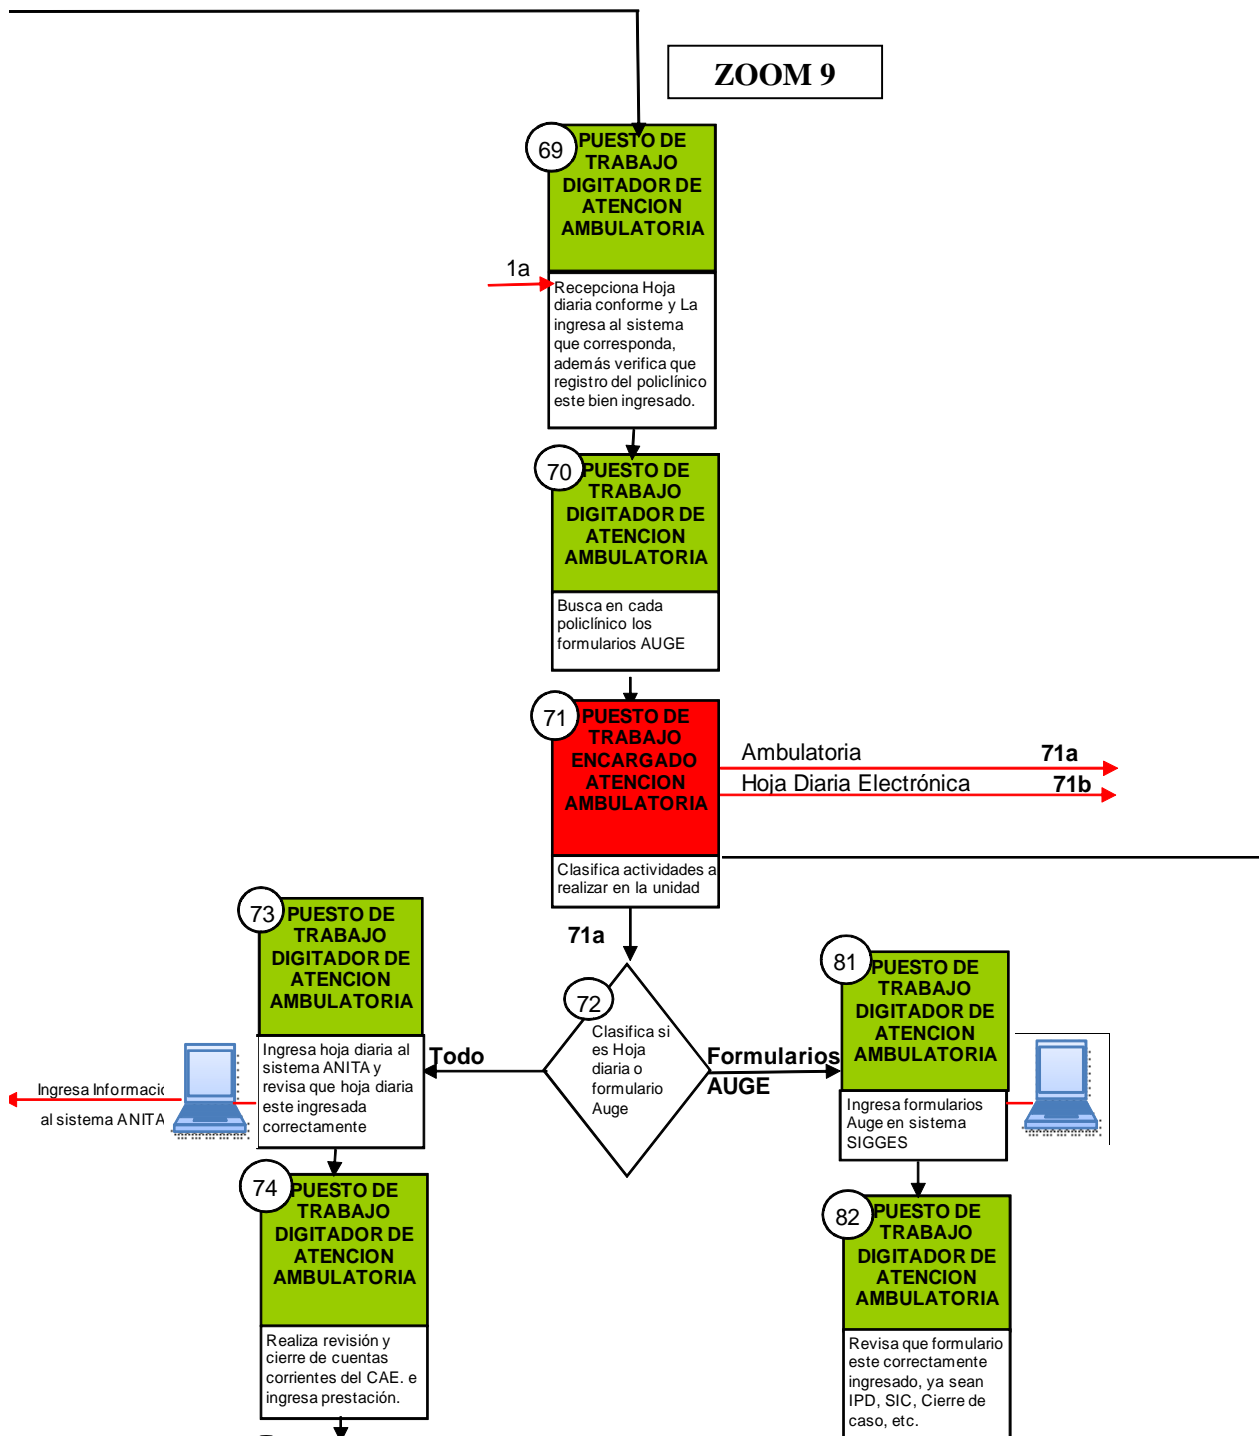 ZOOM 9
69
PUESTO DE
TRABAJO
DIGITADOR DE
ATENCION
AMBULATORIA
1a
Recepciona Hoja
diaria conforme y La
ingresa al sistema
que corresponda,
además verifica que
registro del policlínico
este bien ingresado.
70
PUESTO DE
TRABAJO
DIGITADOR DE
ATENCION
AMBULATORIA
Busca en cada
policlínico los
formularios AUGE
71
PUESTO DE
TRABAJO
ENCARGADO
ATENCION
AMBULATORIA
Ambulatoria 71a
Hoja Diaria Electrónica 71b
Clasifica actividades a
realizar en la unidad
71a
72
Clasifica si
es Hoja
diaria o
formulario
Auge
Todo
Formularios
AUGE
73
PUESTO DE
TRABAJO
DIGITADOR DE
ATENCION
AMBULATORIA
Ingresa hoja diaria al
sistema ANITA y
revisa que hoja diaria
este ingresada
correctamente
Ingresa Informació
al sistema ANITA
74
PUESTO DE
TRABAJO
DIGITADOR DE
ATENCION
AMBULATORIA
Realiza revisión y
cierre de cuentas
corrientes del CAE. e
ingresa prestación.
81
PUESTO DE
TRABAJO
DIGITADOR DE
ATENCION
AMBULATORIA
Ingresa formularios
Auge en sistema
SIGGES
82
PUESTO DE
TRABAJO
DIGITADOR DE
ATENCION
AMBULATORIA
Revisa que formulario
este correctamente
ingresado, ya sean
IPD, SIC, Cierre de
caso, etc.